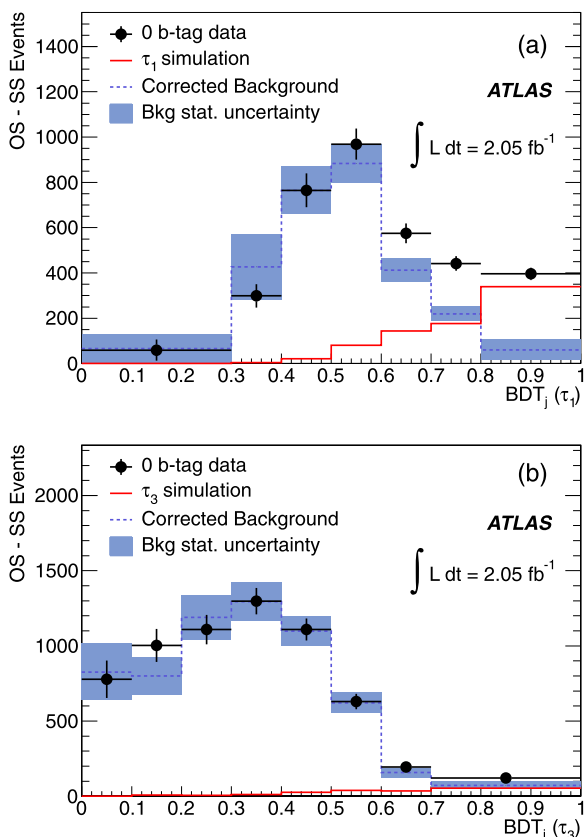 OS - SS Events
1400
1200
1000
800
600
400
200
0
0 b-tag data
τ1 simulation
Corrected Background
Bkg stat. uncertainty
(a)
ATLAS
∫ L dt = 2.05 fb-1
0 0.1 0.2 0.3 0.4 0.5 0.6 0.7 0.8 0.9 1
BDTj (τ1)
OS - SS Events
2000
1500
1000
500
0
0 b-tag data
τ3 simulation
Corrected Background
Bkg stat. uncertainty
(b)
ATLAS
∫ L dt = 2.05 fb-1
0 0.1 0.2 0.3 0.4 0.5 0.6 0.7 0.8 0.9 1
BDTj (τ3)